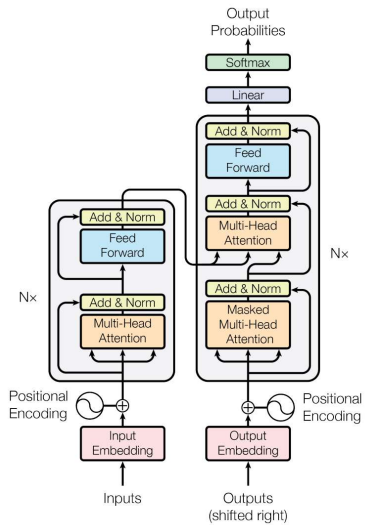 Output
Probabilities
Softmax
Linear
Add & Norm
Feed
Forward
Add & Norm
Multi-Head
Attention
Add & Norm
Masked
Multi-Head
Attention
N×
Add & Norm
Feed
Forward
N×
Add & Norm
Multi-Head
Attention
Positional
Encoding
Positional
Encoding
Input
Embedding
Output
Embedding
Inputs
Outputs
(shifted right)